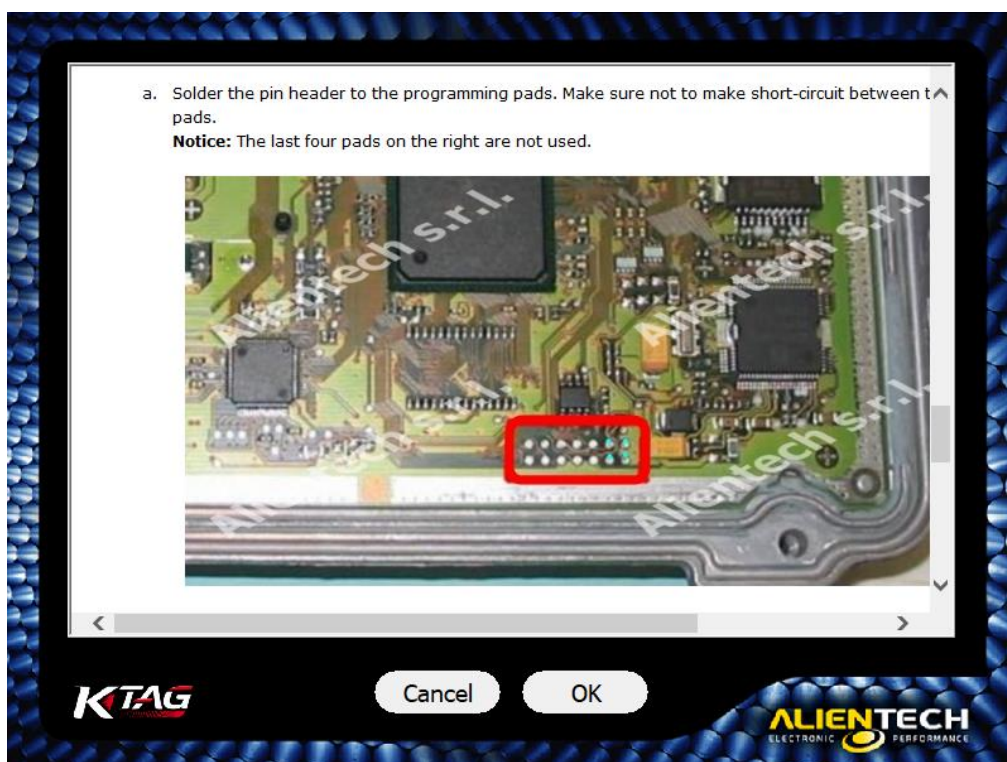 a. Solder the pin header to the programming pads. Make sure not to make short-circuit between t
pads.
Notice: The last four pads on the right are not used.
Alientech s.r.l.
Alientech s.r.l.
Alientech s.r.l.
Alientech s.r.l.
KTAG
Cancel
OK
ALIENTECH
ELECTRONIC PERFORMANCE